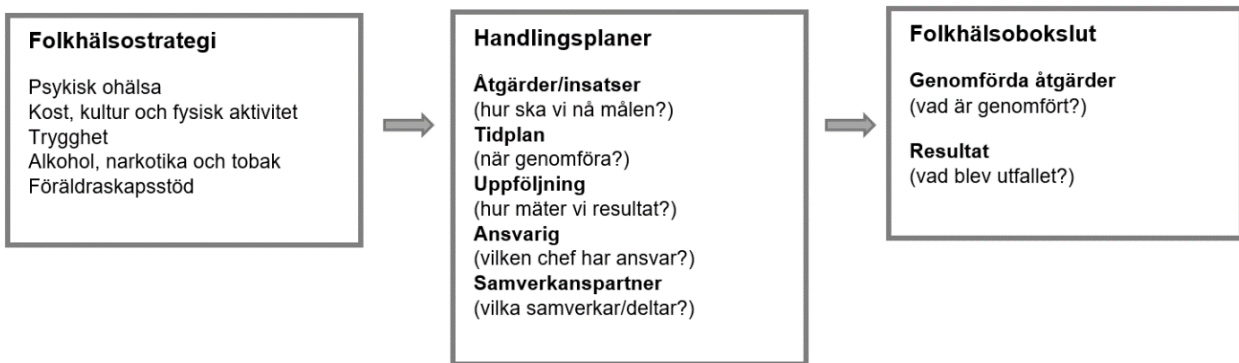 Folkhälsostrategi
Psykisk ohälsa
Kost, kultur och fysisk aktivitet
Trygghet
Alkohol, narkotika och tobak
Föräldraskapsstöd
Handlingsplaner
Åtgärder/insatser
(hur ska vi nå målen?)
Tidplan
(när genomföra?)
Uppföljning
(hur mäter vi resultat?)
Ansvarig
(vilken chef har ansvar?)
Samverkanspartner
(vilka samverkar/deltar?)
Folkhälsobokslut
Genomförda åtgärder
(vad är genomfört?)
Resultat
(vad blev utfallet?)